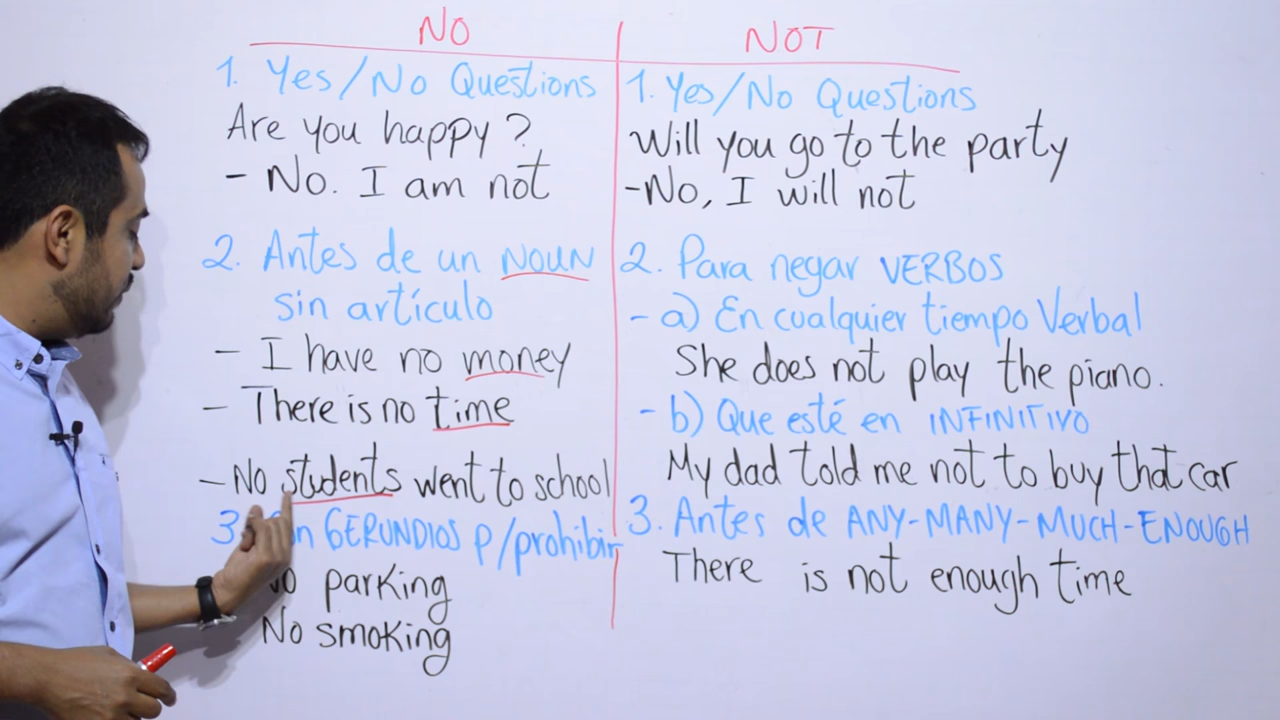 NO
1. Yes/No Questions
Are you happy?
- No. I am not
2. Antes de un NOUN
sin artículo
- I have no money
- There is no time
- No students went to school
3. GERUNDIOS p/prohibir
parking
No smoking
NOT
1. Yes/No Questions
Will you go to the party
-No, I will not
2. Para negar VERBOS
- a) En cualquier tiempo Verbal
She does not play the piano.
- b) Que esté en INFINITIVO
My dad told me not to buy that car
3. Antes de ANY-MANY-MUCH-ENOUGH
There is not enough time